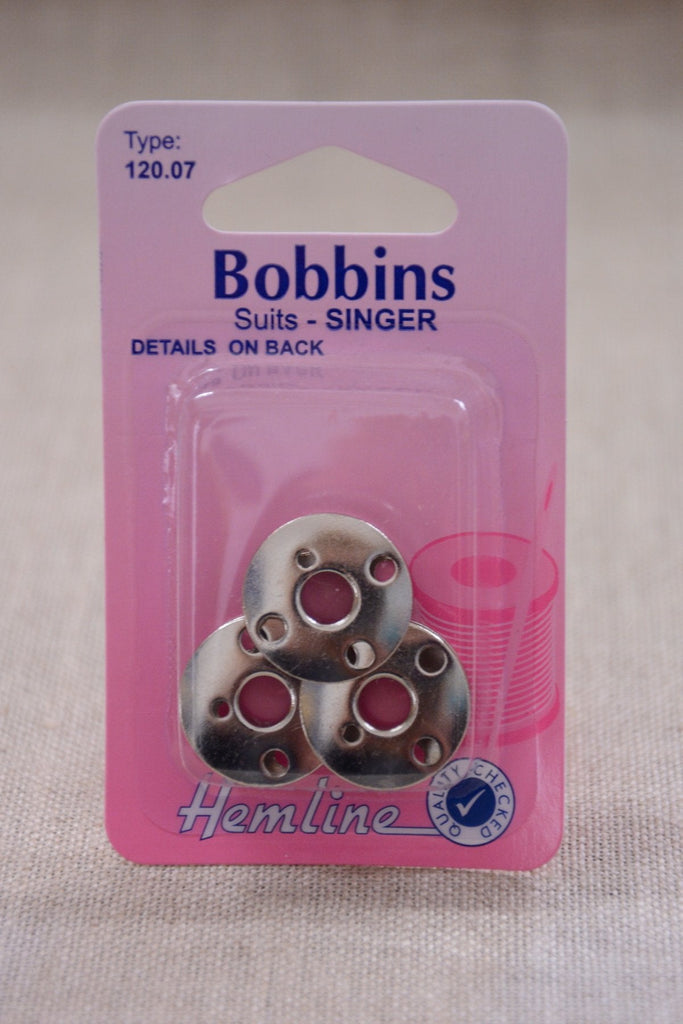 Type:
120.07
Bobbins
Suits - SINGER
DETAILS ON BACK
Hemline
QUALITY CHECKED